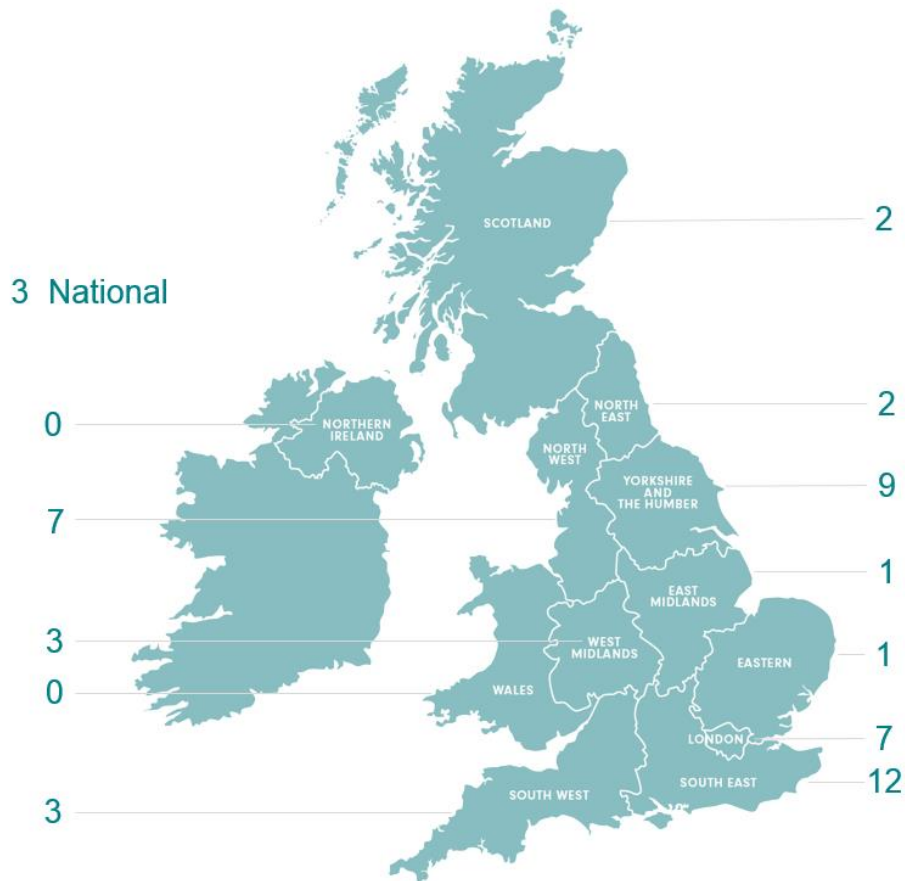 SCOTLAND
2
3 National
NORTH
EAST
2
0
NORTHERN
IRELAND
NORTH
WEST
YORKSHIRE
AND
THE HUMBER
9
7
1
EAST
MIDLANDS
3
WEST
MIDLANDS
EASTERN
1
0
WALES
LONDON
7
SOUTH EAST
12
SOUTH WEST
3